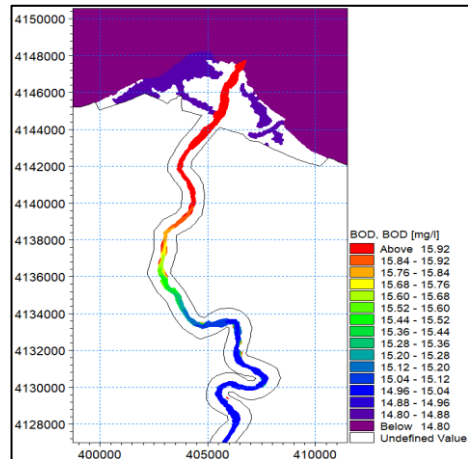 4150000
4148000
4146000
4144000
4142000
4140000
4138000
4136000
4134000
4132000
4130000
4128000
400000 405000 410000
BOD, BOD [mg/l]
Above 15.92
15.84 - 15.92
15.76 - 15.84
15.68 - 15.76
15.60 - 15.68
15.52 - 15.60
15.44 - 15.52
15.36 - 15.44
15.28 - 15.36
15.20 - 15.28
15.12 - 15.20
15.04 - 15.12
14.96 - 15.04
14.88 - 14.96
14.80 - 14.88
Below 14.80
Undefined Value